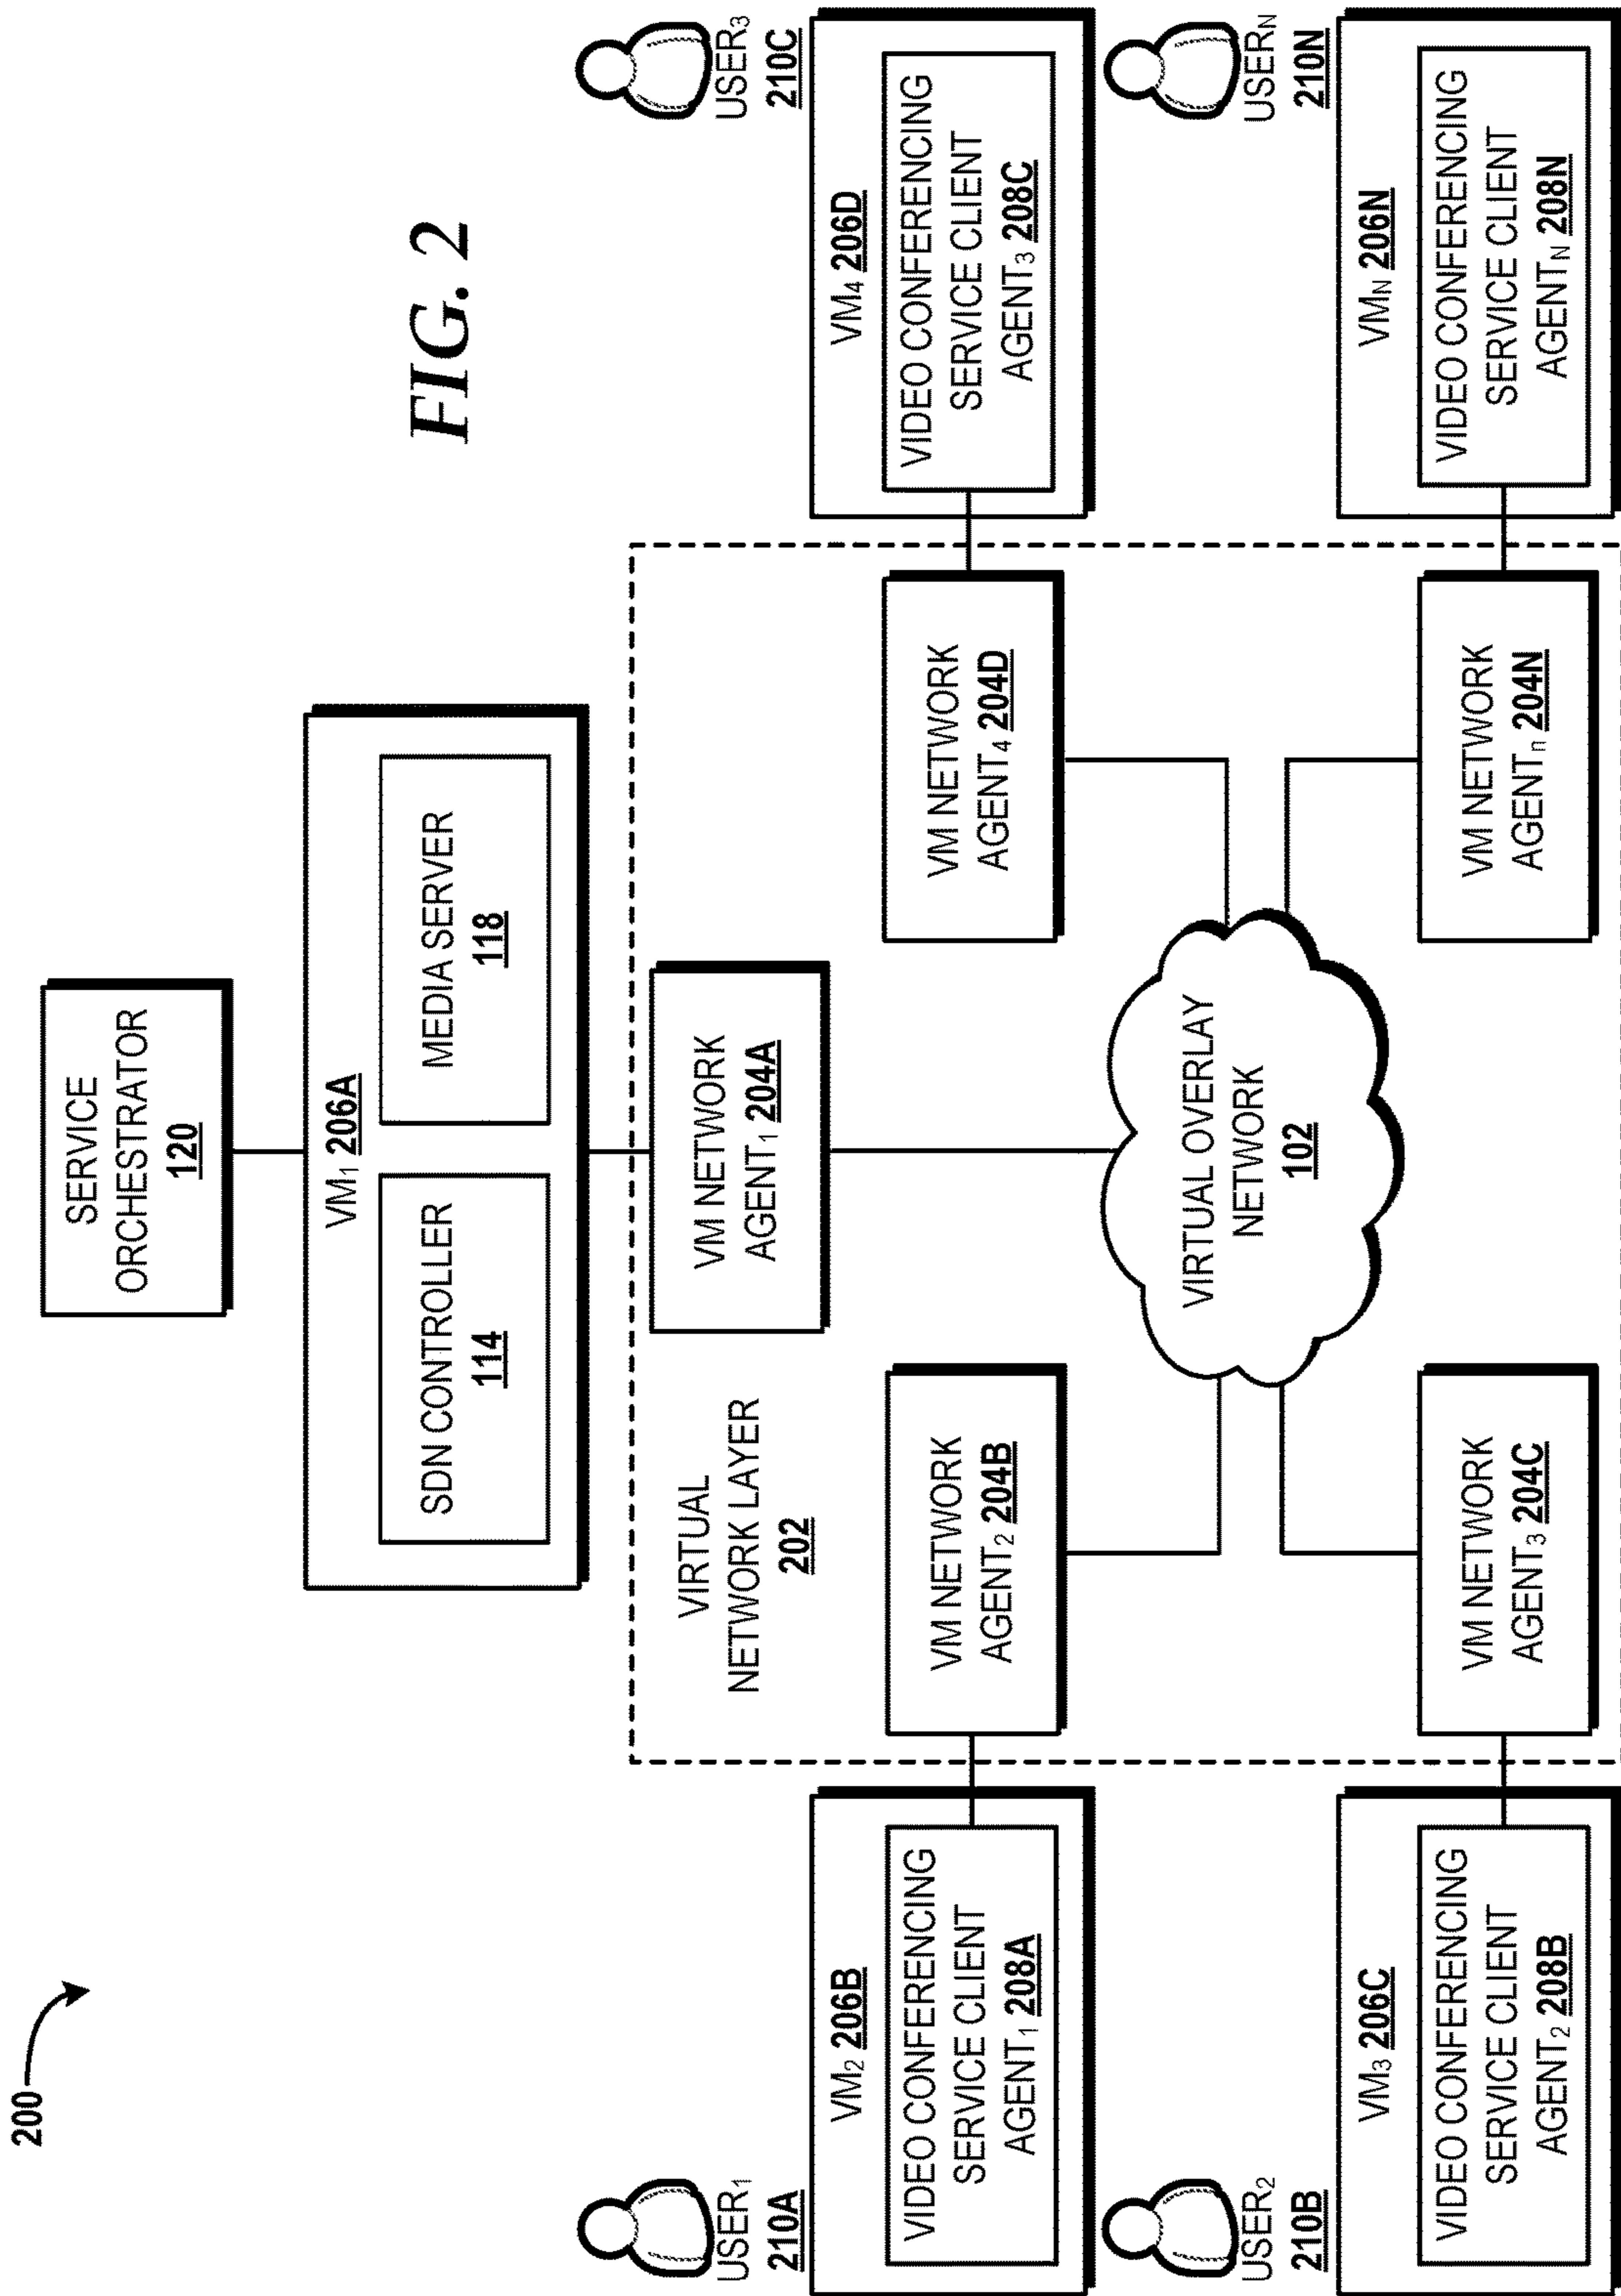 200
FIG. 2
SERVICE
ORCHESTRATOR
120
VM₁ 206A
SDN CONTROLLER
114
MEDIA SERVER
118
VIRTUAL
NETWORK LAYER
202
VM NETWORK
AGENT₁ 204A
USER₁
210A
VM₂ 206B
VIDEO CONFERENCING
SERVICE CLIENT
AGENT₁ 208A
VM NETWORK
AGENT₂ 204B
VM NETWORK
AGENT₄ 204D
USER₃
210C
VM₄ 206D
VIDEO CONFERENCING
SERVICE CLIENT
AGENT₃ 208C
VIRTUAL OVERLAY
NETWORK
102
USER₂
210B
VM₃ 206C
VIDEO CONFERENCING
SERVICE CLIENT
AGENT₂ 208B
VM NETWORK
AGENT₃ 204C
VM NETWORK
AGENTₙ 204N
USER_N
210N
VM_N 206N
VIDEO CONFERENCING
SERVICE CLIENT
AGENT_N 208N